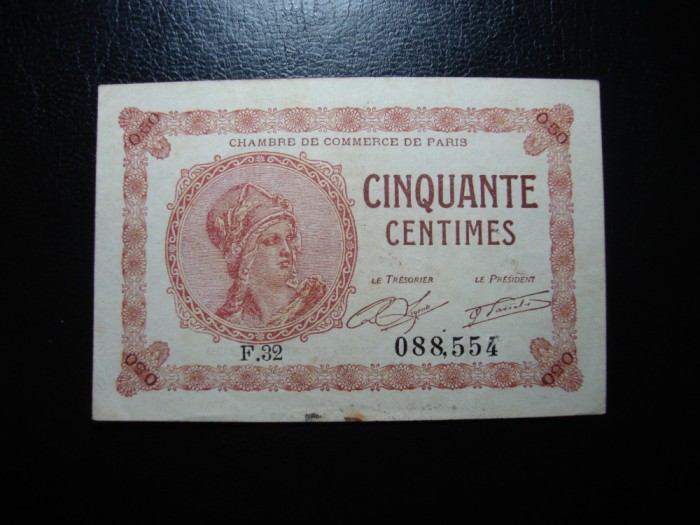 0.50 0.50
CHAMBRE DE COMMERCE DE PARIS
CINQUANTE
CENTIMES
LE TRÉSORIER LE PRÉSIDENT
F.32 088,554
0.50 0.50